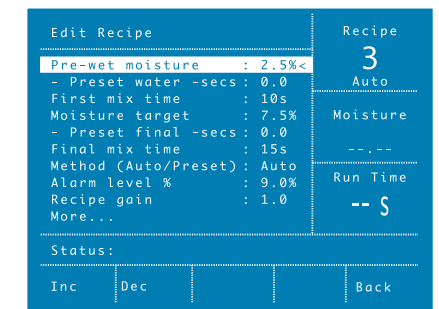 Edit Recipe
Pre-wet moisture : 2.5%<
- Preset water -secs: 0.0
First mix time : 10s
Moisture target : 7.5%
- Preset final -secs: 0.0
Final mix time : 15s
Method (Auto/Preset): Auto
Alarm level % : 9.0%
Recipe gain : 1.0
More...
Recipe
3
Auto
Moisture
--.--
Run Time
-- S
Status:
Inc Dec Back